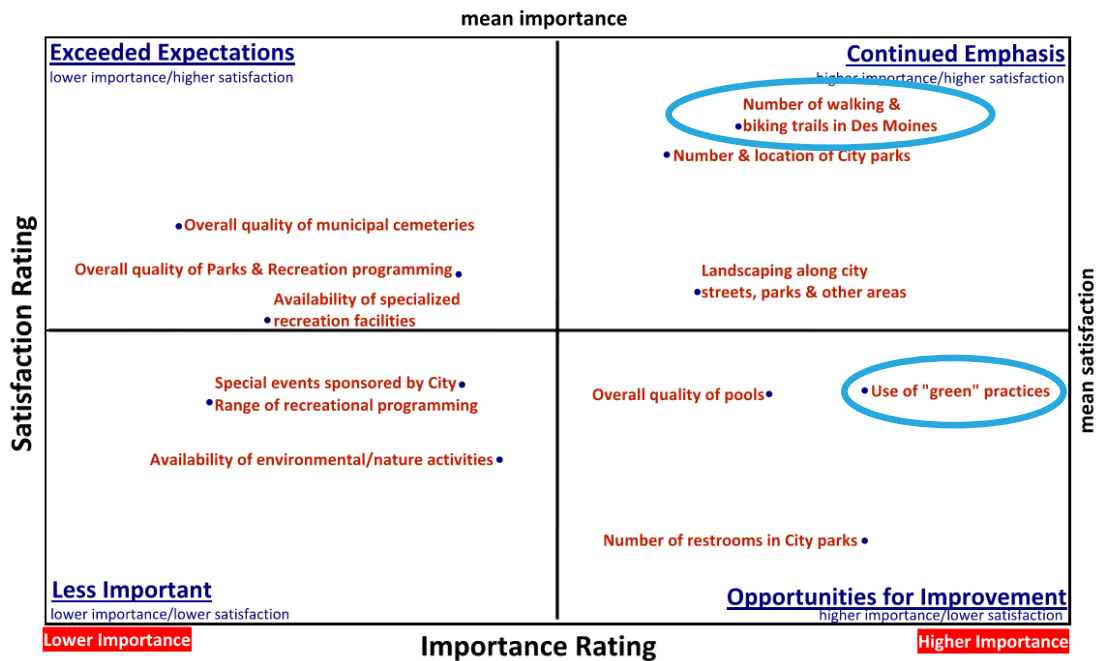 mean importance
Exceeded Expectations
lower importance/higher satisfaction
Continued Emphasis
higher importance/higher satisfaction
Number of walking &
biking trails in Des Moines
Number & location of City parks
Overall quality of municipal cemeteries
Overall quality of Parks & Recreation programming
Availability of specialized
recreation facilities
Landscaping along city
streets, parks & other areas
Satisfaction Rating
mean satisfaction
Special events sponsored by City
Range of recreational programming
Availability of environmental/nature activities
Overall quality of pools
Use of "green" practices
Number of restrooms in City parks
Less Important
lower importance/lower satisfaction
Opportunities for Improvement
higher importance/lower satisfaction
Lower Importance
Importance Rating
Higher Importance